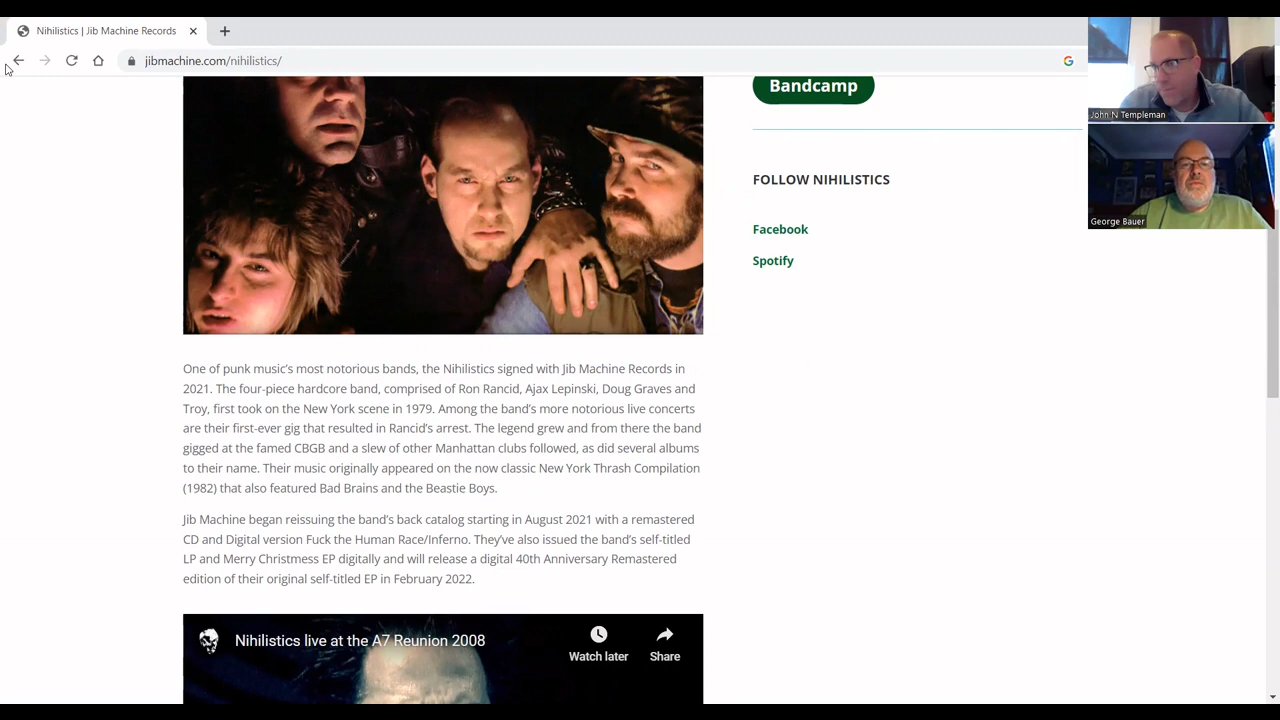 Nihilistics | Jib Machine Records
jibmachine.com/nihilistics/
Bandcamp
FOLLOW NIHILISTICS
Facebook
Spotify
John N Templeman
George Bauer
One of punk music’s most notorious bands, the Nihilistics signed with Jib Machine Records in
2021. The four-piece hardcore band, comprised of Ron Rancid, Ajax Lepinski, Doug Graves and
Troy, first took on the New York scene in 1979. Among the band’s more notorious live concerts
are their first-ever gig that resulted in Rancid’s arrest. The legend grew and from there the band
gigged at the famed CBGB and a slew of other Manhattan clubs followed, as did several albums
to their name. Their music originally appeared on the now classic New York Thrash Compilation
(1982) that also featured Bad Brains and the Beastie Boys.
Jib Machine began reissuing the band’s back catalog starting in August 2021 with a remastered
CD and Digital version Fuck the Human Race/Inferno. They’ve also issued the band’s self-titled
LP and Merry Christmess EP digitally and will release a digital 40th Anniversary Remastered
edition of their original self-titled EP in February 2022.
Nihilistics live at the A7 Reunion 2008
Watch later
Share